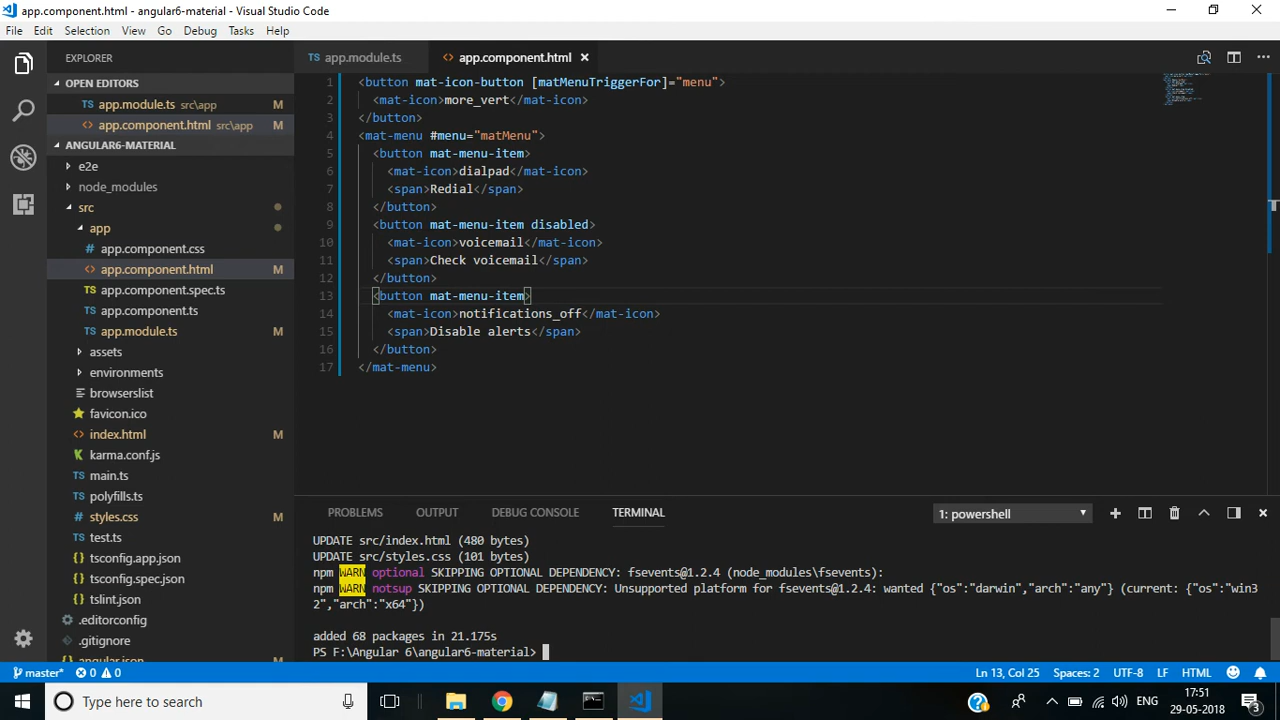 app.component.html - angular6-material - Visual Studio Code
File Edit Selection View Go Debug Tasks Help
EXPLORER
OPEN EDITORS
TS app.module.ts src\app M
<> app.component.html src\app M
ANGULAR6-MATERIAL
e2e
node_modules
src
app
app.component.css
<> app.component.html M
TS app.component.spec.ts
TS app.component.ts
TS app.module.ts M
assets
environments
browserslist
favicon.ico
<> index.html M
karma.conf.js
TS main.ts
TS polyfills.ts
styles.css M
TS test.ts
tsconfig.app.json
tsconfig.spec.json
tslint.json
.editorconfig
.gitignore
angular.json
TS app.module.ts <> app.component.html
1 <button mat-icon-button [matMenuTriggerFor]="menu">
2 <mat-icon>more_vert</mat-icon>
3 </button>
4 <mat-menu #menu="matMenu">
5 <button mat-menu-item>
6 <mat-icon>dialpad</mat-icon>
7 <span>Redial</span>
8 </button>
9 <button mat-menu-item disabled>
10 <mat-icon>voicemail</mat-icon>
11 <span>Check voicemail</span>
12 </button>
13 <button mat-menu-item>
14 <mat-icon>notifications_off</mat-icon>
15 <span>Disable alerts</span>
16 </button>
17 </mat-menu>
PROBLEMS OUTPUT DEBUG CONSOLE TERMINAL 1: powershell
UPDATE src/index.html (480 bytes)
UPDATE src/styles.css (101 bytes)
npm WARN optional SKIPPING OPTIONAL DEPENDENCY: fsevents@1.2.4 (node_modules\fsevents):
npm WARN notsup SKIPPING OPTIONAL DEPENDENCY: Unsupported platform for fsevents@1.2.4: wanted {"os":"darwin","arch":"any"} (current: {"os":"win3
2","arch":"x64"})
added 68 packages in 21.175s
PS F:\Angular 6\angular6-material>
master* 0 0 Ln 13, Col 25 Spaces: 2 UTF-8 LF HTML
Type here to search
ENG
17:51
29-05-2018
3